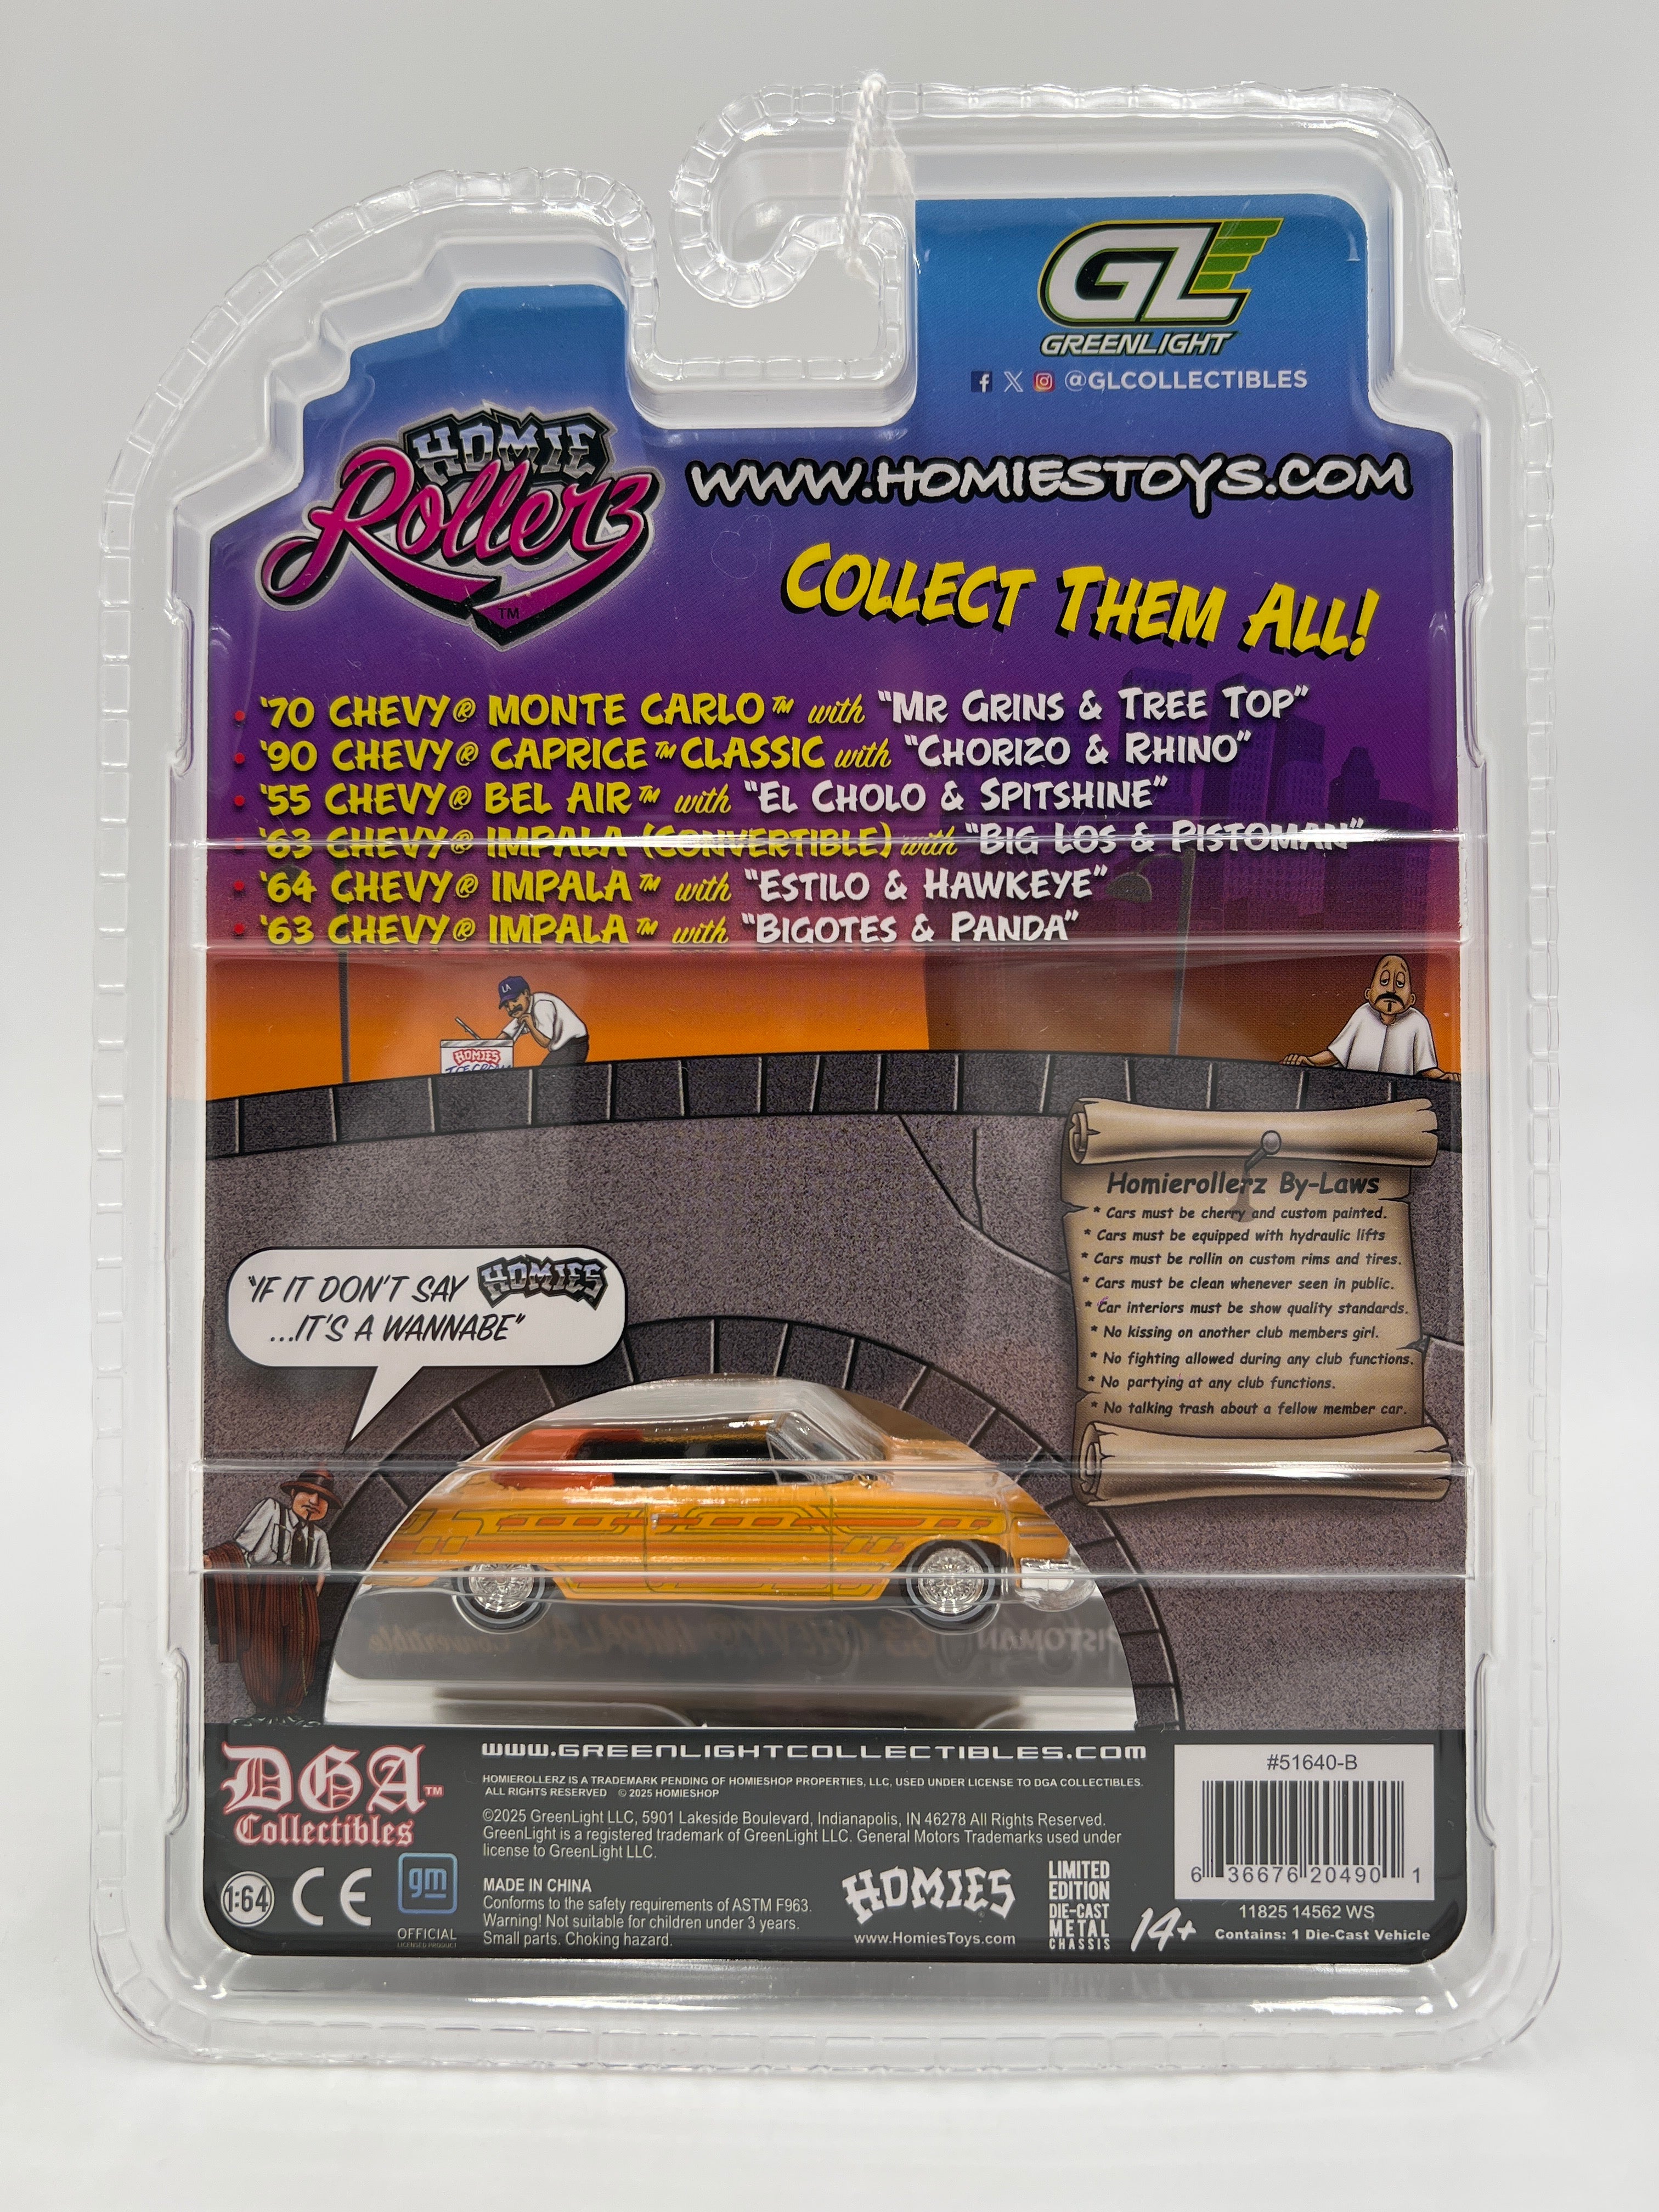 GL
GREENLIGHT
@GLCOLLECTIBLES
HOMIE
Rollerz
TM
WWW.HOMIESTOYS.COM
COLLECT THEM ALL!
• '70 CHEVY® MONTE CARLO™ with "MR GRINS & TREE TOP"
• '90 CHEVY® CAPRICE™ CLASSIC with "CHORIZO & RHINO"
• '55 CHEVY® BEL AIR™ with "EL CHOLO & SPITSHINE"
• '63 CHEVY® IMPALA (CONVERTIBLE) with "BIG LOS & PISTOMAN"
• '64 CHEVY® IMPALA™ with "ESTILO & HAWKEYE"
• '63 CHEVY® IMPALA™ with "BIGOTES & PANDA"
LA
HOMIES
ICE CREAM
Homierollerz By-Laws
* Cars must be cherry and custom painted.
* Cars must be equipped with hydraulic lifts
* Cars must be rollin on custom rims and tires.
* Cars must be clean whenever seen in public.
* Car interiors must be show quality standards.
* No kissing on another club members girl.
* No fighting allowed during any club functions.
* No partying at any club functions.
* No talking trash about a fellow member car.
"IF IT DON'T SAY HOMIES
...IT'S A WANNABE"
Convertible '63 CHEVY® IMPALA PISTOMAN
DGA™
Collectibles
WWW.GREENLIGHTCOLLECTIBLES.COM
HOMIEROLLERZ IS A TRADEMARK PENDING OF HOMIESHOP PROPERTIES, LLC, USED UNDER LICENSE TO DGA COLLECTIBLES.
ALL RIGHTS RESERVED © 2025 HOMIESHOP
©2025 GreenLight LLC, 5901 Lakeside Boulevard, Indianapolis, IN 46278 All Rights Reserved.
GreenLight is a registered trademark of GreenLight LLC. General Motors Trademarks used under
license to GreenLight LLC.
1:64
CE
gm
OFFICIAL
LICENSED PRODUCT
MADE IN CHINA
Conforms to the safety requirements of ASTM F963.
Warning! Not suitable for children under 3 years.
Small parts. Choking hazard.
HOMIES
www.HomiesToys.com
LIMITED
EDITION
DIE-CAST
METAL
CHASSIS
14+
#51640-B
6 36676 20490 1
11825 14562 WS
Contains: 1 Die-Cast Vehicle